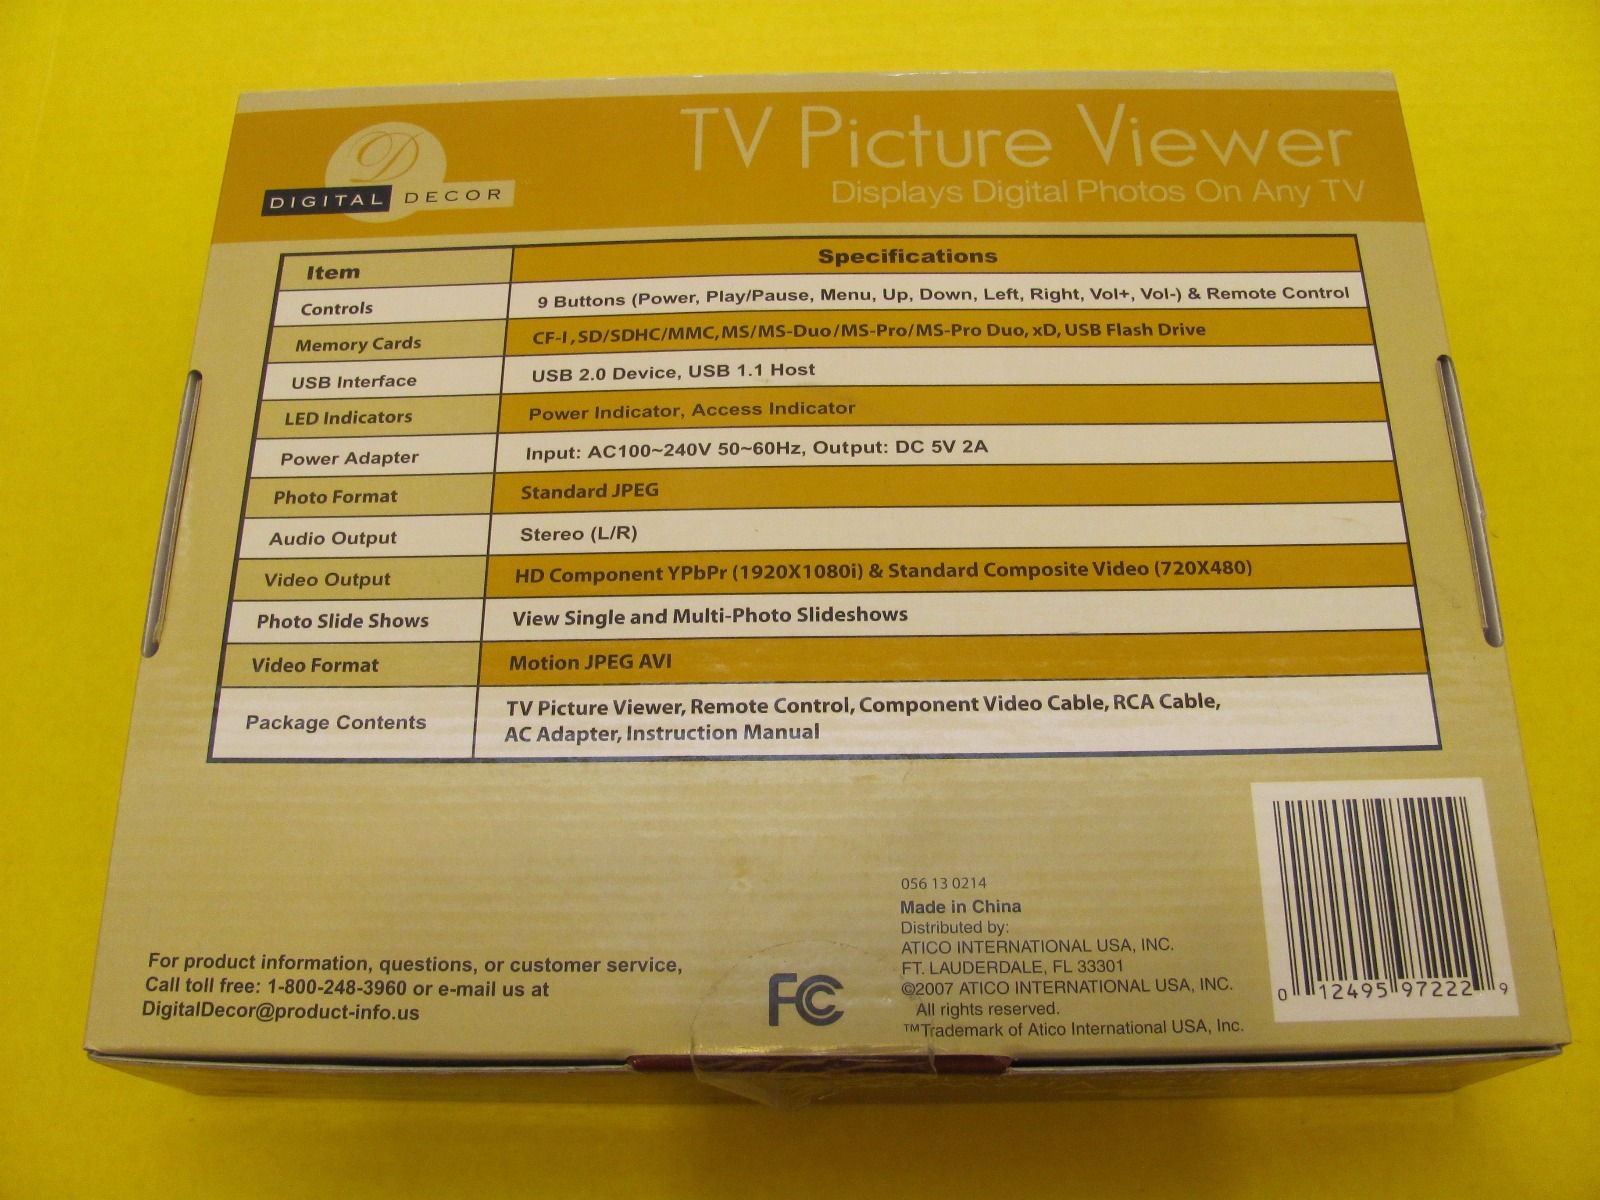 D
DIGITAL DECOR
TV Picture Viewer
Displays Digital Photos On Any TV
Item Specifications
Controls 9 Buttons (Power, Play/Pause, Menu, Up, Down, Left, Right, Vol+, Vol-) & Remote Control
Memory Cards CF-I, SD/SDHC/MMC, MS/MS-Duo/MS-Pro/MS-Pro Duo, xD, USB Flash Drive
USB Interface USB 2.0 Device, USB 1.1 Host
LED Indicators Power Indicator, Access Indicator
Power Adapter Input: AC100~240V 50~60Hz, Output: DC 5V 2A
Photo Format Standard JPEG
Audio Output Stereo (L/R)
Video Output HD Component YPbPr (1920X1080i) & Standard Composite Video (720X480)
Photo Slide Shows View Single and Multi-Photo Slideshows
Video Format Motion JPEG AVI
Package Contents TV Picture Viewer, Remote Control, Component Video Cable, RCA Cable,
AC Adapter, Instruction Manual
For product information, questions, or customer service,
Call toll free: 1-800-248-3960 or e-mail us at
DigitalDecor@product-info.us
FC
056 13 0214
Made in China
Distributed by:
ATICO INTERNATIONAL USA, INC.
FT. LAUDERDALE, FL 33301
©2007 ATICO INTERNATIONAL USA, INC.
All rights reserved.
™Trademark of Atico International USA, Inc.
0 12495 97222 9